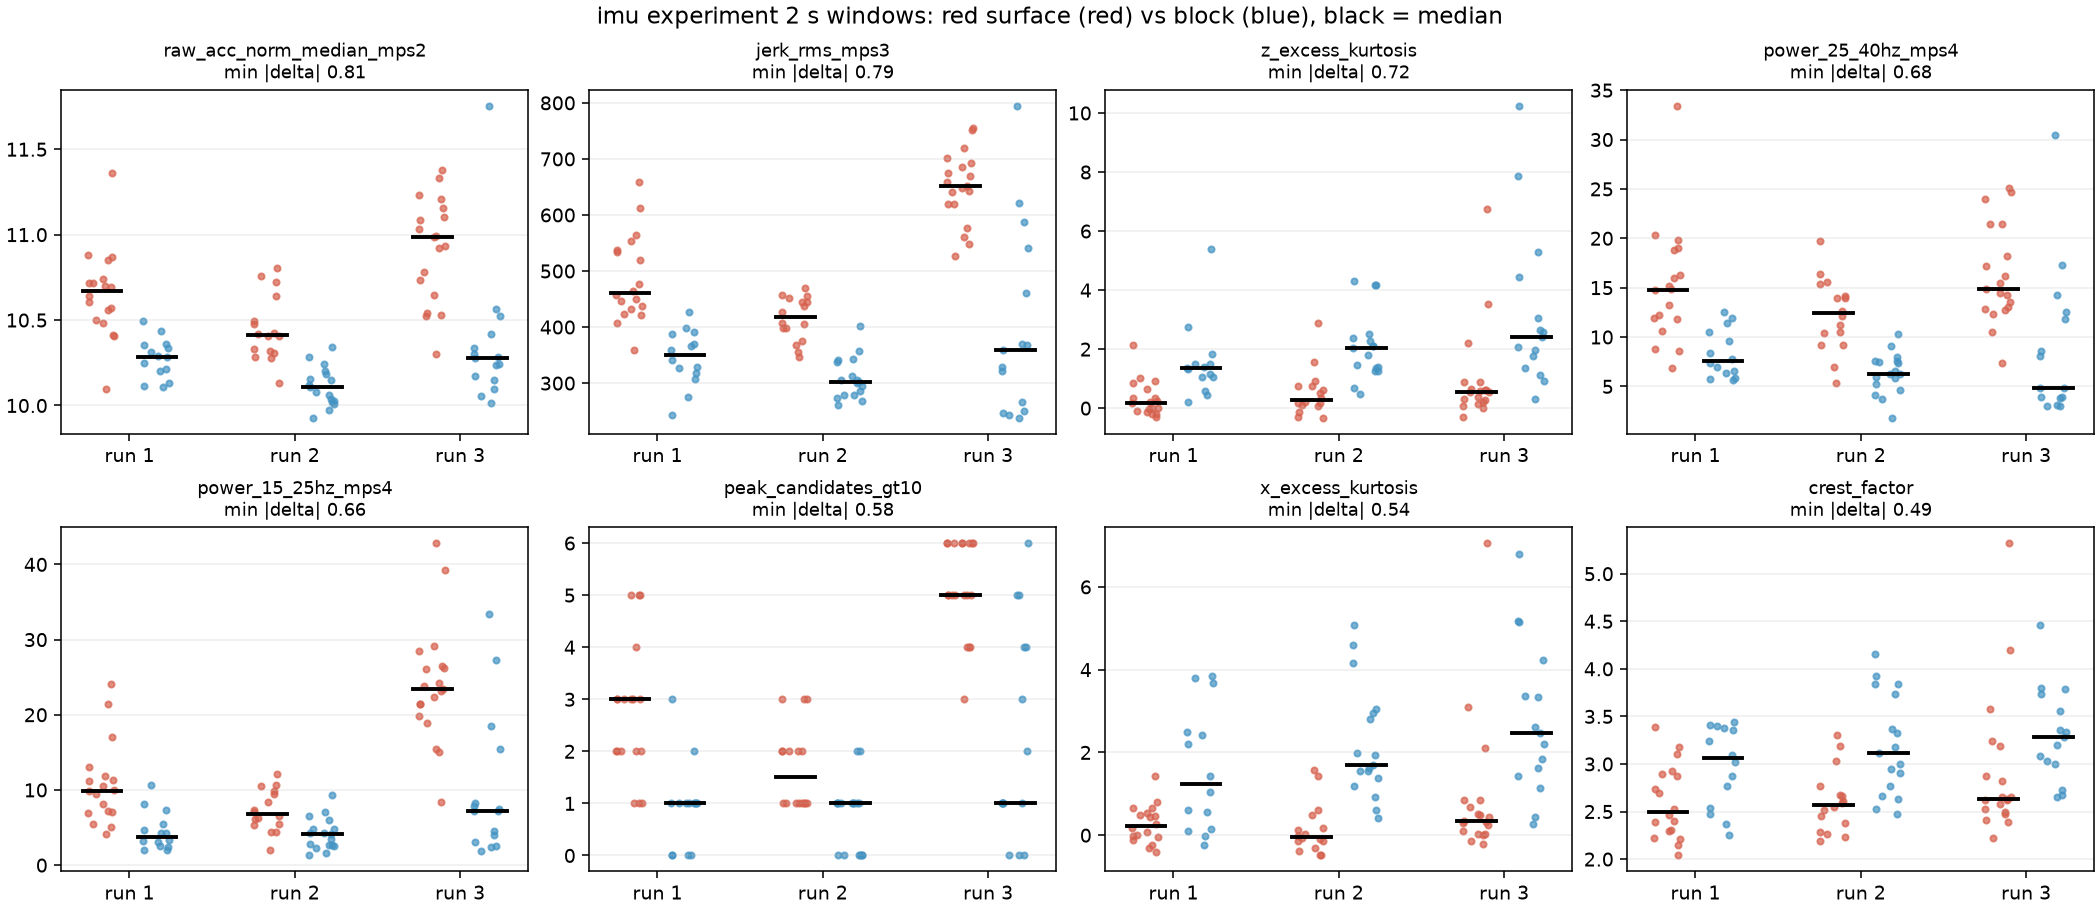 imu experiment 2 s windows: red surface (red) vs block (blue), black = median
raw_acc_norm_median_mps2
min |delta| 0.81
11.5
11.0
10.5
10.0
run 1
run 2
run 3
jerk_rms_mps3
min |delta| 0.79
800
700
600
500
400
300
run 1
run 2
run 3
z_excess_kurtosis
min |delta| 0.72
10
8
6
4
2
0
run 1
run 2
run 3
power_25_40hz_mps4
min |delta| 0.68
35
30
25
20
15
10
5
run 1
run 2
run 3
power_15_25hz_mps4
min |delta| 0.66
40
30
20
10
0
run 1
run 2
run 3
peak_candidates_gt10
min |delta| 0.58
6
5
4
3
2
1
0
run 1
run 2
run 3
x_excess_kurtosis
min |delta| 0.54
6
4
2
0
run 1
run 2
run 3
crest_factor
min |delta| 0.49
5.0
4.5
4.0
3.5
3.0
2.5
2.0
run 1
run 2
run 3